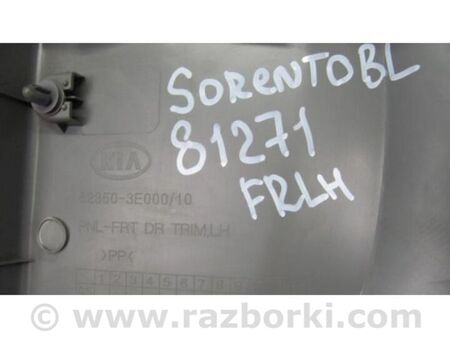 SORENTO BL
81271
FRLH
KIA
82350-3E000/10
PNL-FRT DR TRIM,LH
>PP<
1 2 3 4 5 6 7 8
© www.razborki.com